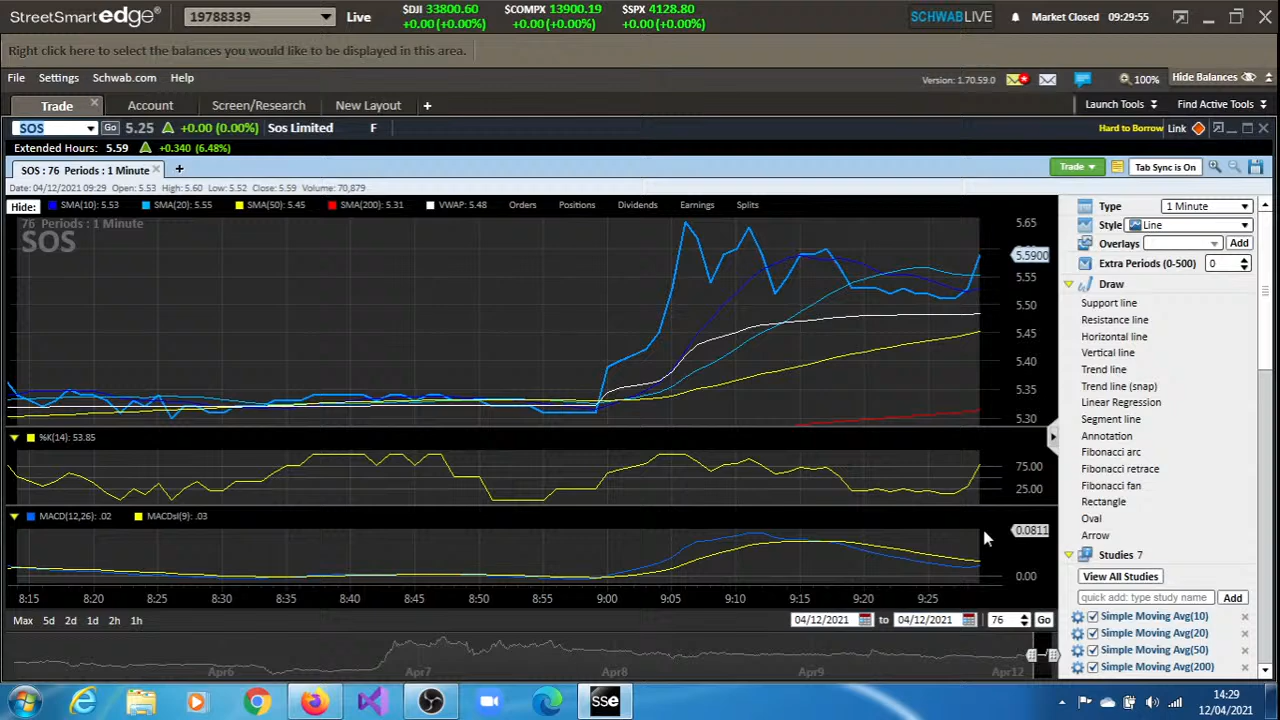 StreetSmart edge 19788339 Live $DJI 33800.60 $COMPX 13900.19 $SPX 4128.80 SCHWABLIVE Market Closed 09:29:55
+0.00 (+0.00%) +0.00 (+0.00%) +0.00 (+0.00%)
Right click here to select the balances you would like to be displayed in this area.
File Settings Schwab.com Help Version: 1.70.59.0 100% Hide Balances
Trade Account Screen/Research New Layout + Launch Tools Find Active Tools
SOS Go 5.25 +0.00 (0.00%) Sos Limited F Hard to Borrow Link
Extended Hours: 5.59 +0.340 (6.48%)
SOS : 76 Periods : 1 Minute + Trade Tab Sync is On
Date: 04/12/2021 09:29 Open: 5.53 High: 5.60 Low: 5.52 Close: 5.59 Volume: 70,879
Hide: SMA(10): 5.53 SMA(20): 5.55 SMA(50): 5.45 SMA(200): 5.31 VWAP: 5.48 Orders Positions Dividends Earnings Splits
76 Periods : 1 Minute
SOS
5.65
5.5900
5.55
5.50
5.45
5.40
5.35
5.30
%K(14): 53.85
75.00
25.00
MACD(12,26): .02 MACDsl(9): .03
0.0811
0.00
8:15 8:20 8:25 8:30 8:35 8:40 8:45 8:50 8:55 9:00 9:05 9:10 9:15 9:20 9:25
Max 5d 2d 1d 2h 1h 04/12/2021 to 04/12/2021 76 Go
Apr6 Apr7 Apr8 Apr9 Apr12
Type 1 Minute
Style Line
Overlays Add
Extra Periods (0-500) 0
Draw
Support line
Resistance line
Horizontal line
Vertical line
Trend line
Trend line (snap)
Linear Regression
Segment line
Annotation
Fibonacci arc
Fibonacci retrace
Fibonacci fan
Rectangle
Oval
Arrow
Studies 7
View All Studies
quick add: type study name Add
Simple Moving Avg(10)
Simple Moving Avg(20)
Simple Moving Avg(50)
Simple Moving Avg(200)
sse
14:29
12/04/2021